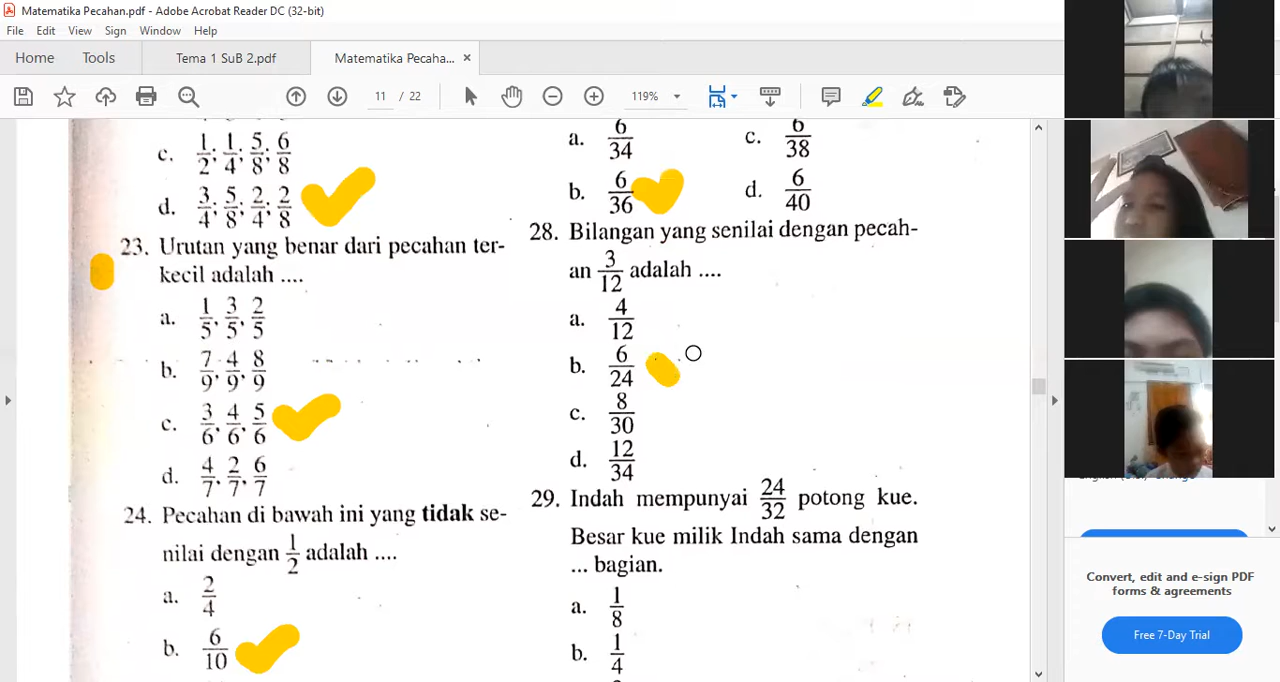 Matematika Pecahan.pdf - Adobe Acrobat Reader DC (32-bit)
File Edit View Sign Window Help
Home Tools Tema 1 SuB 2.pdf Matematika Pecaha... ×
11 / 22 119%
c. 1/2, 1/4, 5/8, 6/8
d. 3/4, 5/8, 2/4, 2/8
23. Urutan yang benar dari pecahan ter-
kecil adalah ....
a. 1/5, 3/5, 2/5
b. 7/9, 4/9, 8/9
c. 3/6, 4/6, 5/6
d. 4/7, 2/7, 6/7
24. Pecahan di bawah ini yang tidak se-
nilai dengan 1/2 adalah ....
a. 2/4
b. 6/10
a. 6/34 c. 6/38
b. 6/36 d. 6/40
28. Bilangan yang senilai dengan pecah-
an 3/12 adalah ....
a. 4/12
b. 6/24
c. 8/30
d. 12/34
29. Indah mempunyai 24/32 potong kue.
Besar kue milik Indah sama dengan
... bagian.
a. 1/8
b. 1/4
Convert, edit and e-sign PDF
forms & agreements
Free 7-Day Trial